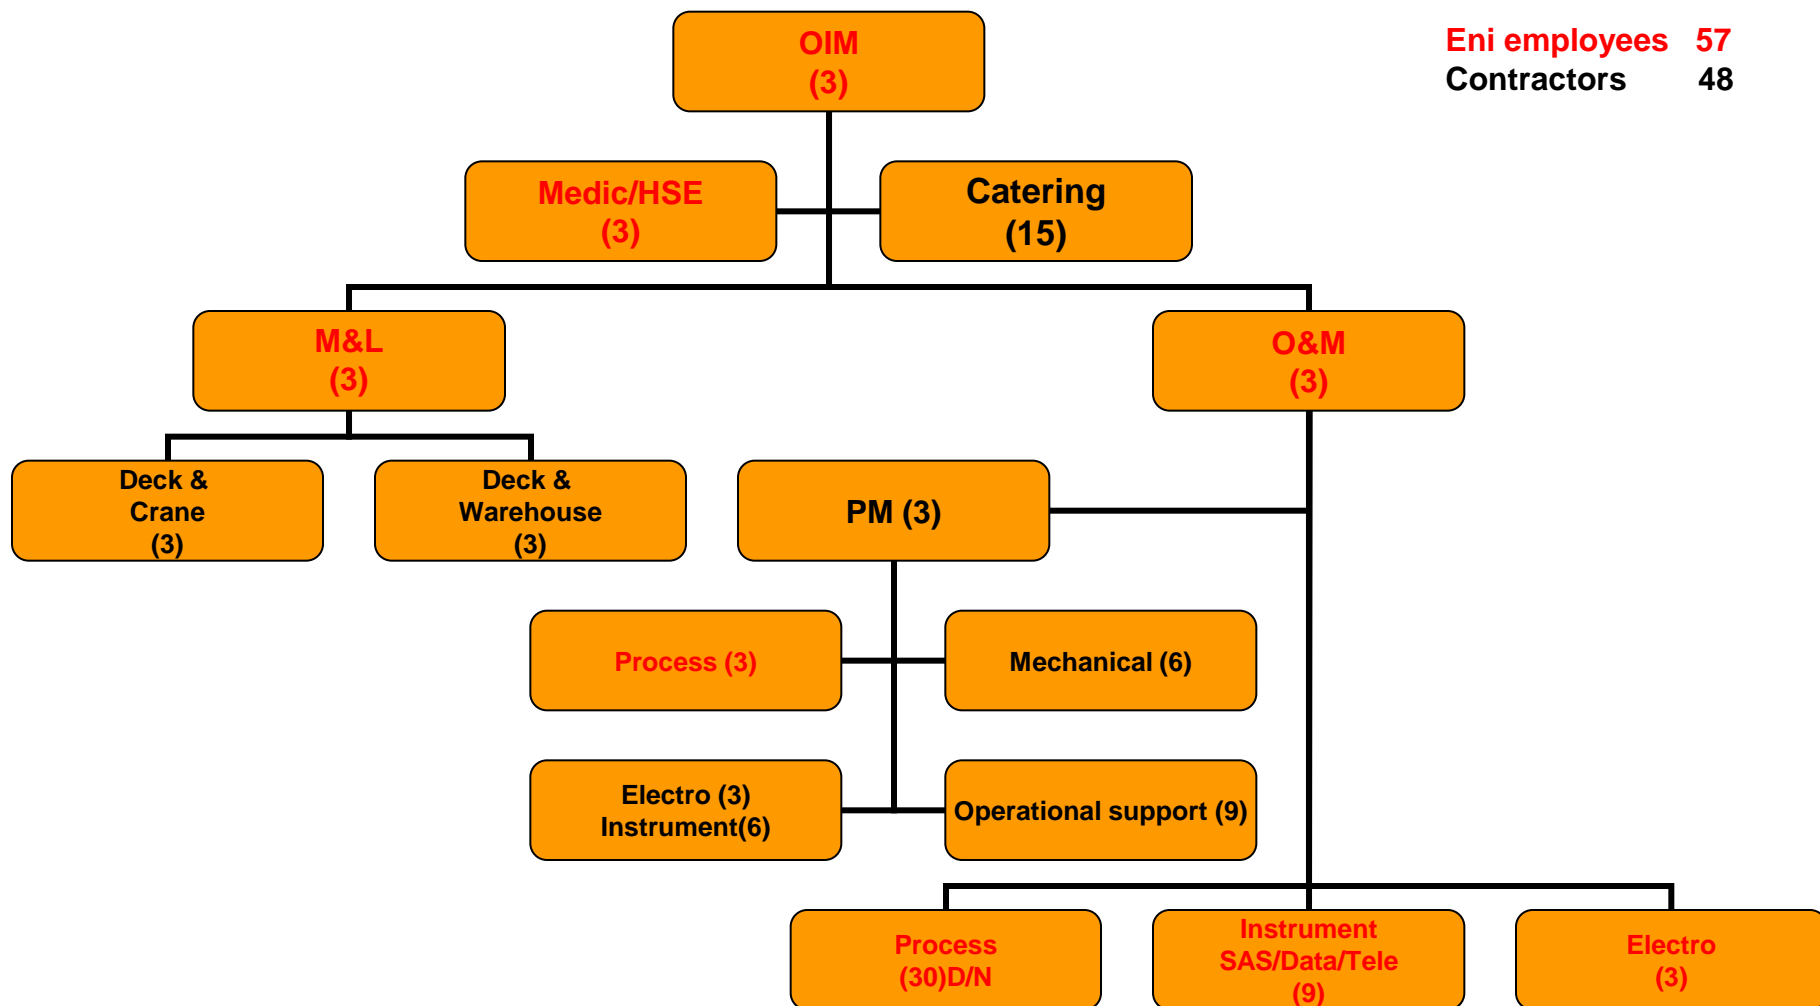 OIM
(3)
Eni employees 57
Contractors 48
Medic/HSE
(3)
Catering
(15)
M&L
(3)
O&M
(3)
Deck &
Crane
(3)
Deck &
Warehouse
(3)
PM (3)
Process (3)
Mechanical (6)
Electro (3)
Instrument(6)
Operational support (9)
Process
(30)D/N
Instrument
SAS/Data/Tele
(9)
Electro
(3)